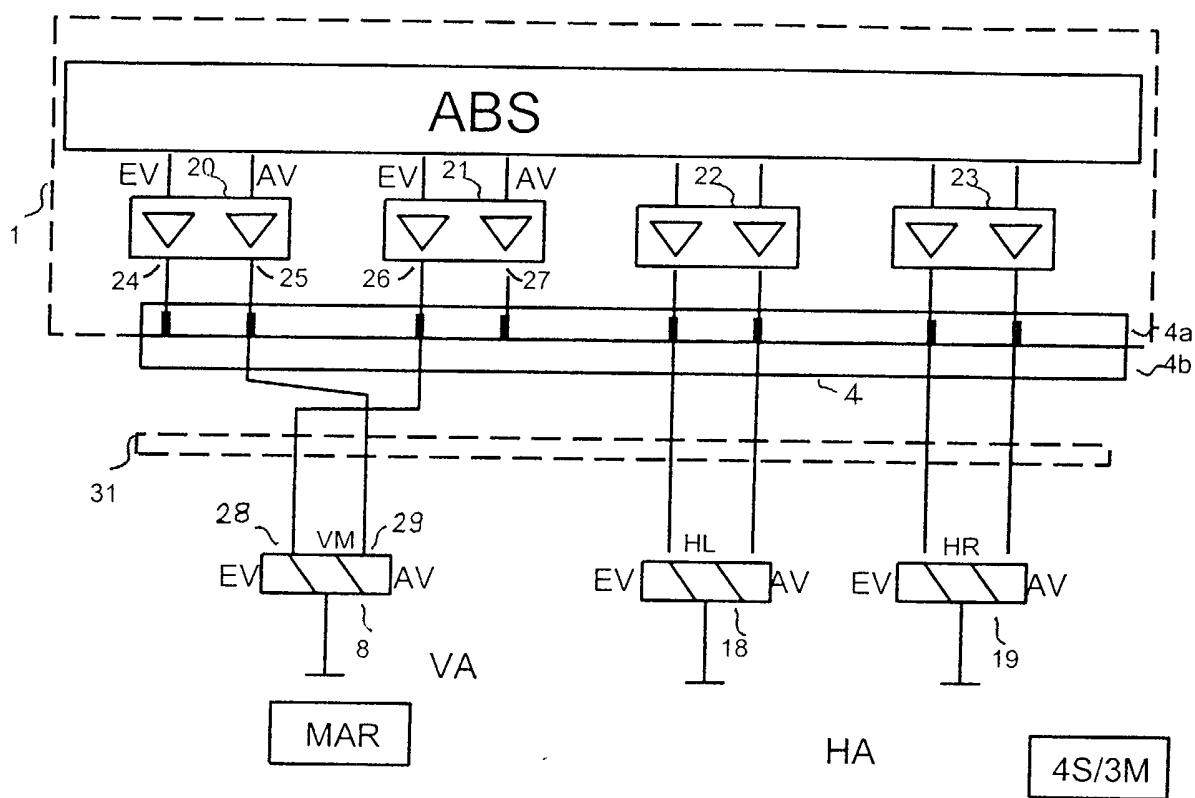 ABS
EV 20 AV EV 21 AV 22 23
1
24 25 26 27
4a
4b
4
31
28 VM 29 HL HR
EV AV EV AV EV AV
8 18 19
VA
MAR HA
4S/3M